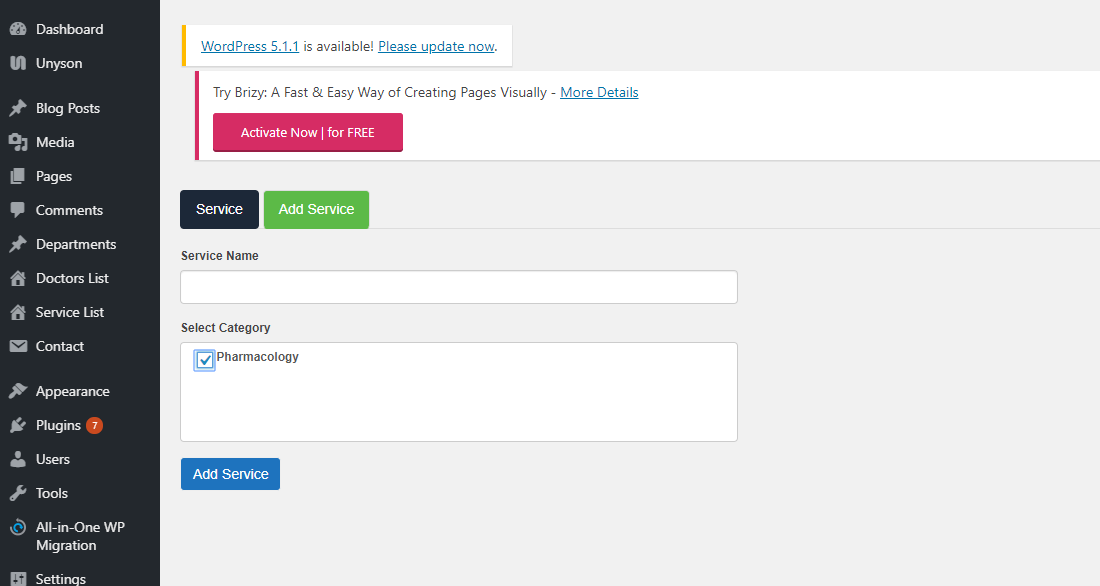 Dashboard
Unyson
Blog Posts
Media
Pages
Comments
Departments
Doctors List
Service List
Contact
Appearance
Plugins 7
Users
Tools
All-in-One WP
Migration
Settings
WordPress 5.1.1 is available! Please update now.
Try Brizy: A Fast & Easy Way of Creating Pages Visually - More Details
Activate Now | for FREE
Service
Add Service
Service Name
Select Category
Pharmacology
Add Service